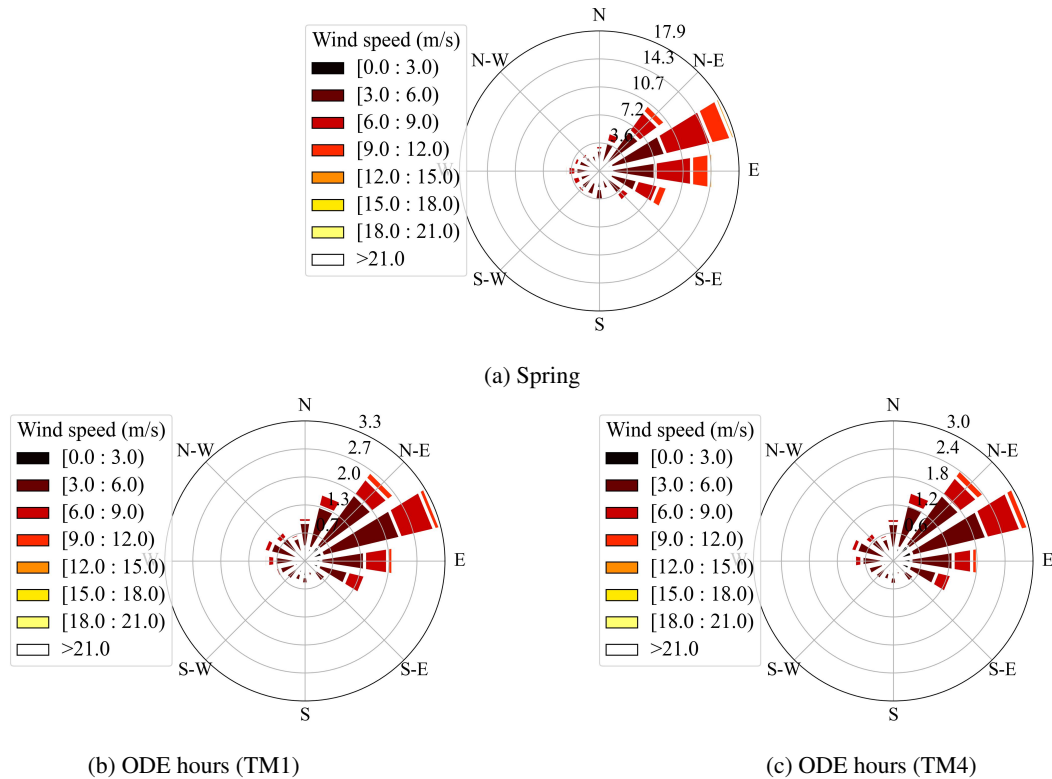 N
17.9
Wind speed (m/s)
N-W
14.3
N-E
[0.0 : 3.0)
10.7
[3.0 : 6.0)
7.2
[6.0 : 9.0)
3.6
[9.0 : 12.0)
W
E
[12.0 : 15.0)
[15.0 : 18.0)
[18.0 : 21.0)
>21.0
S-W
S-E
S
(a) Spring
N
3.3
Wind speed (m/s)
N-W
2.7
N-E
[0.0 : 3.0)
2.0
[3.0 : 6.0)
1.3
[6.0 : 9.0)
0.7
[9.0 : 12.0)
W
E
[12.0 : 15.0)
[15.0 : 18.0)
[18.0 : 21.0)
>21.0
S-W
S-E
S
(b) ODE hours (TM1)
N
3.0
Wind speed (m/s)
N-W
2.4
N-E
[0.0 : 3.0)
1.8
[3.0 : 6.0)
1.2
[6.0 : 9.0)
0.6
[9.0 : 12.0)
W
E
[12.0 : 15.0)
[15.0 : 18.0)
[18.0 : 21.0)
>21.0
S-W
S-E
S
(c) ODE hours (TM4)